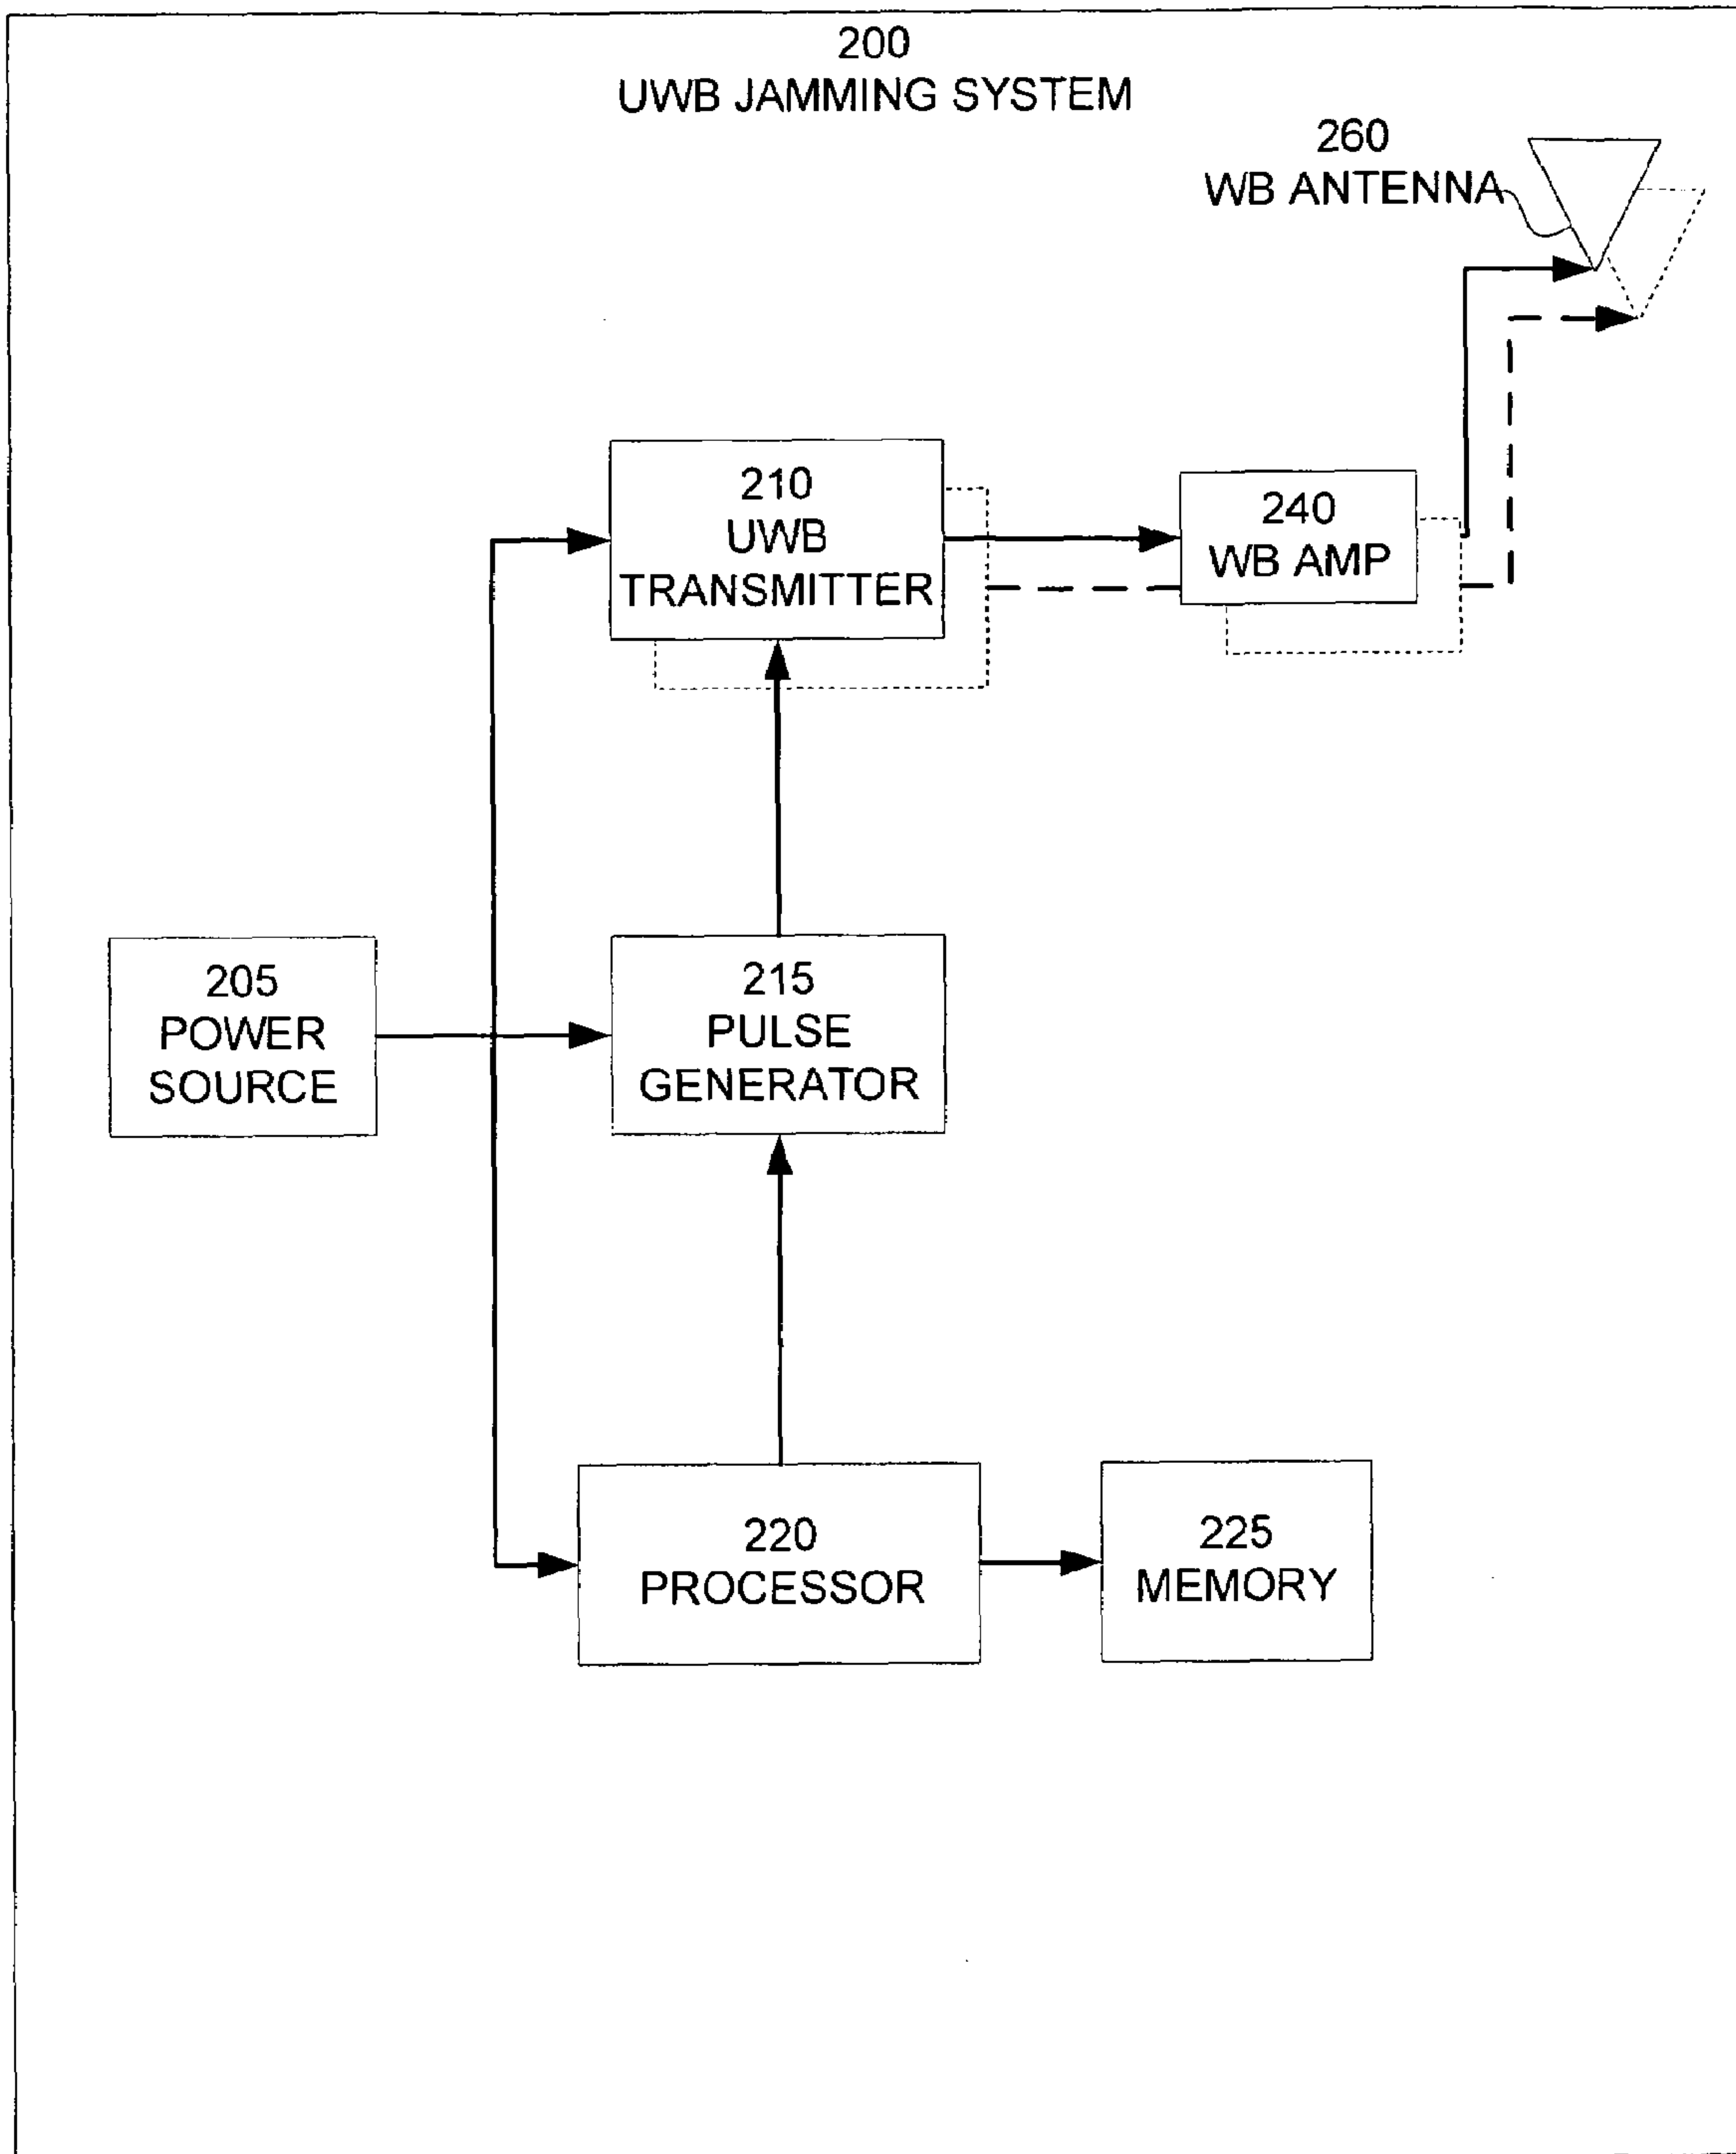 200
UWB JAMMING SYSTEM
260
WB ANTENNA
210
UWB
TRANSMITTER
240
WB AMP
205
POWER
SOURCE
215
PULSE
GENERATOR
220
PROCESSOR
225
MEMORY